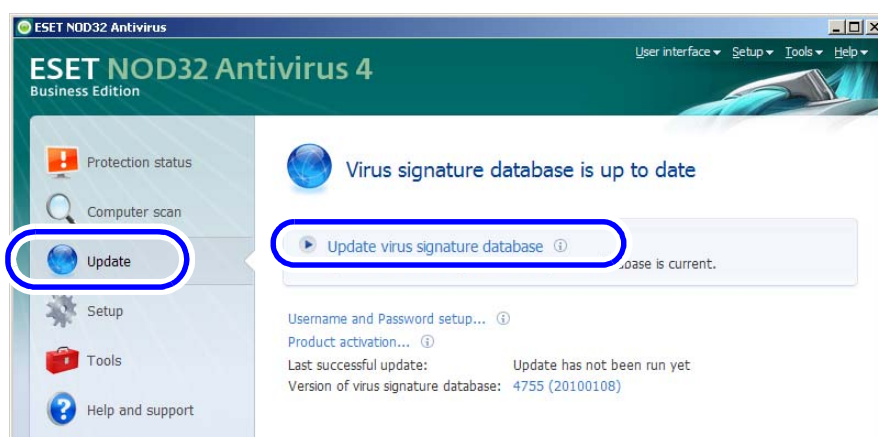 ESET NOD32 Antivirus
User interface Setup Tools Help
ESET NOD32 Antivirus 4
Business Edition
Protection status
Computer scan
Update
Setup
Tools
Help and support
Virus signature database is up to date
Update virus signature database
is current.
Username and Password setup...
Product activation...
Last successful update: Update has not been run yet
Version of virus signature database: 4755 (20100108)